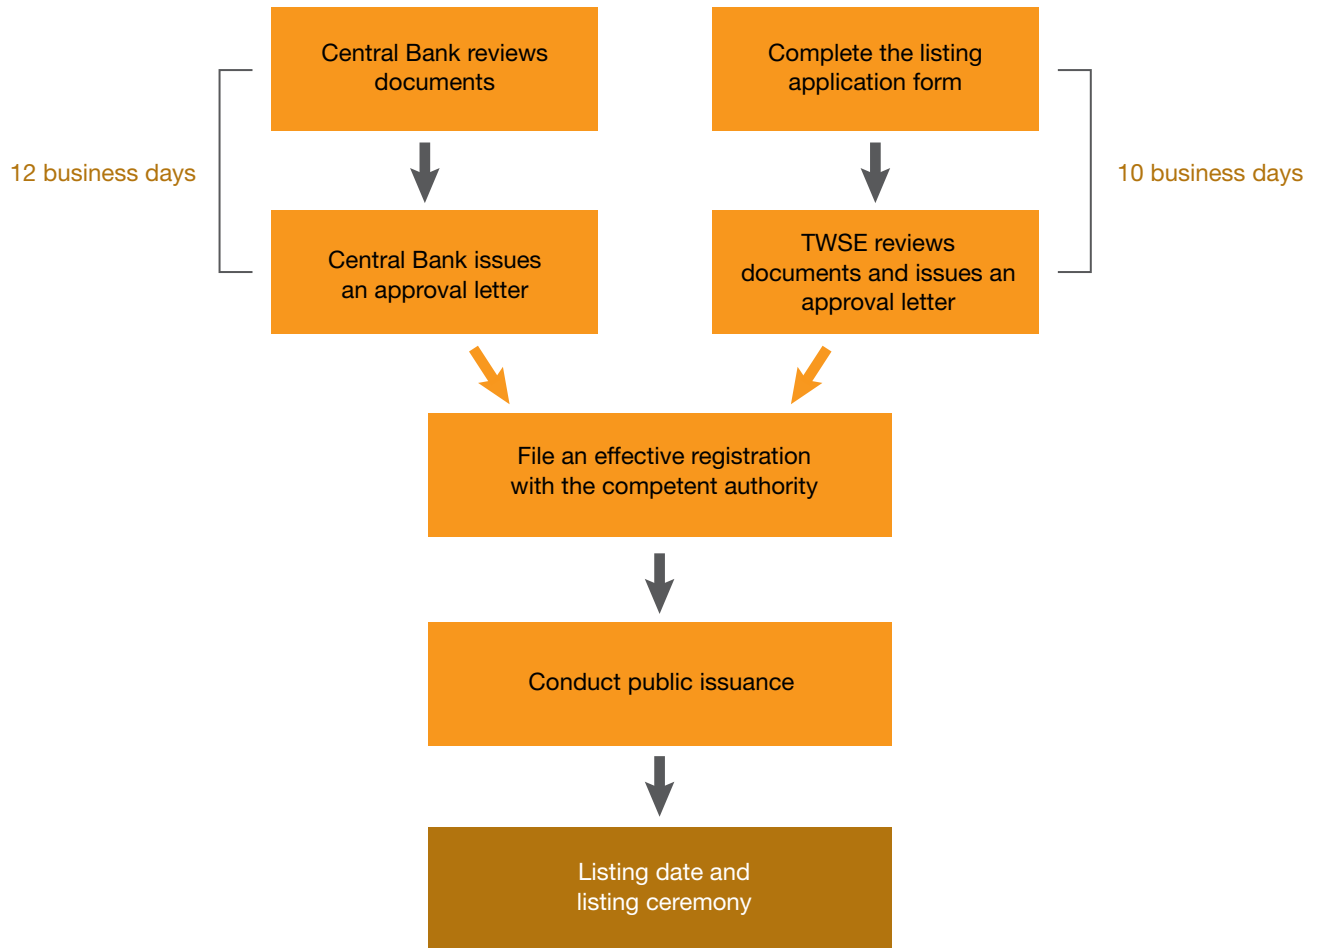 Central Bank reviews
documents
Complete the listing
application form
12 business days
10 business days
Central Bank issues
an approval letter
TWSE reviews
documents and issues an
approval letter
File an effective registration
with the competent authority
Conduct public issuance
Listing date and
listing ceremony